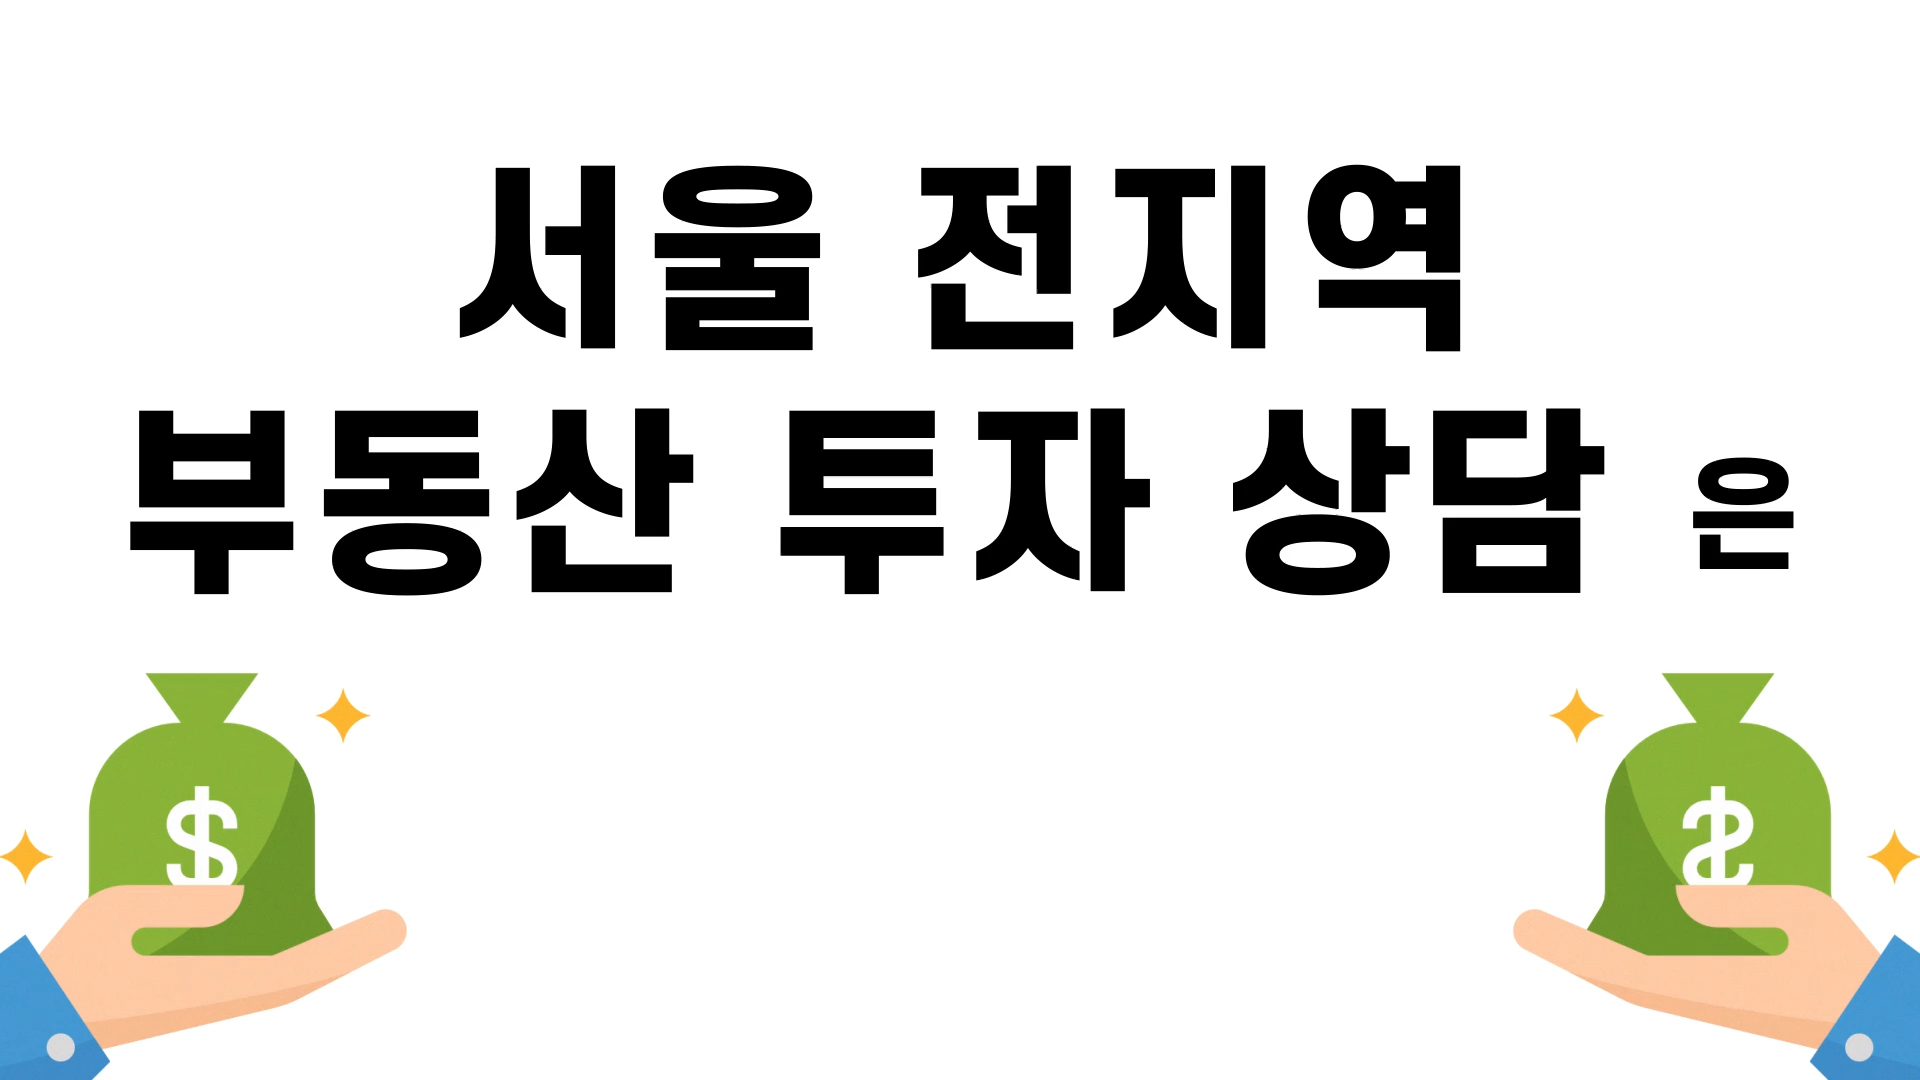 서울 전지역
부동산 투자 상담 은
$
$